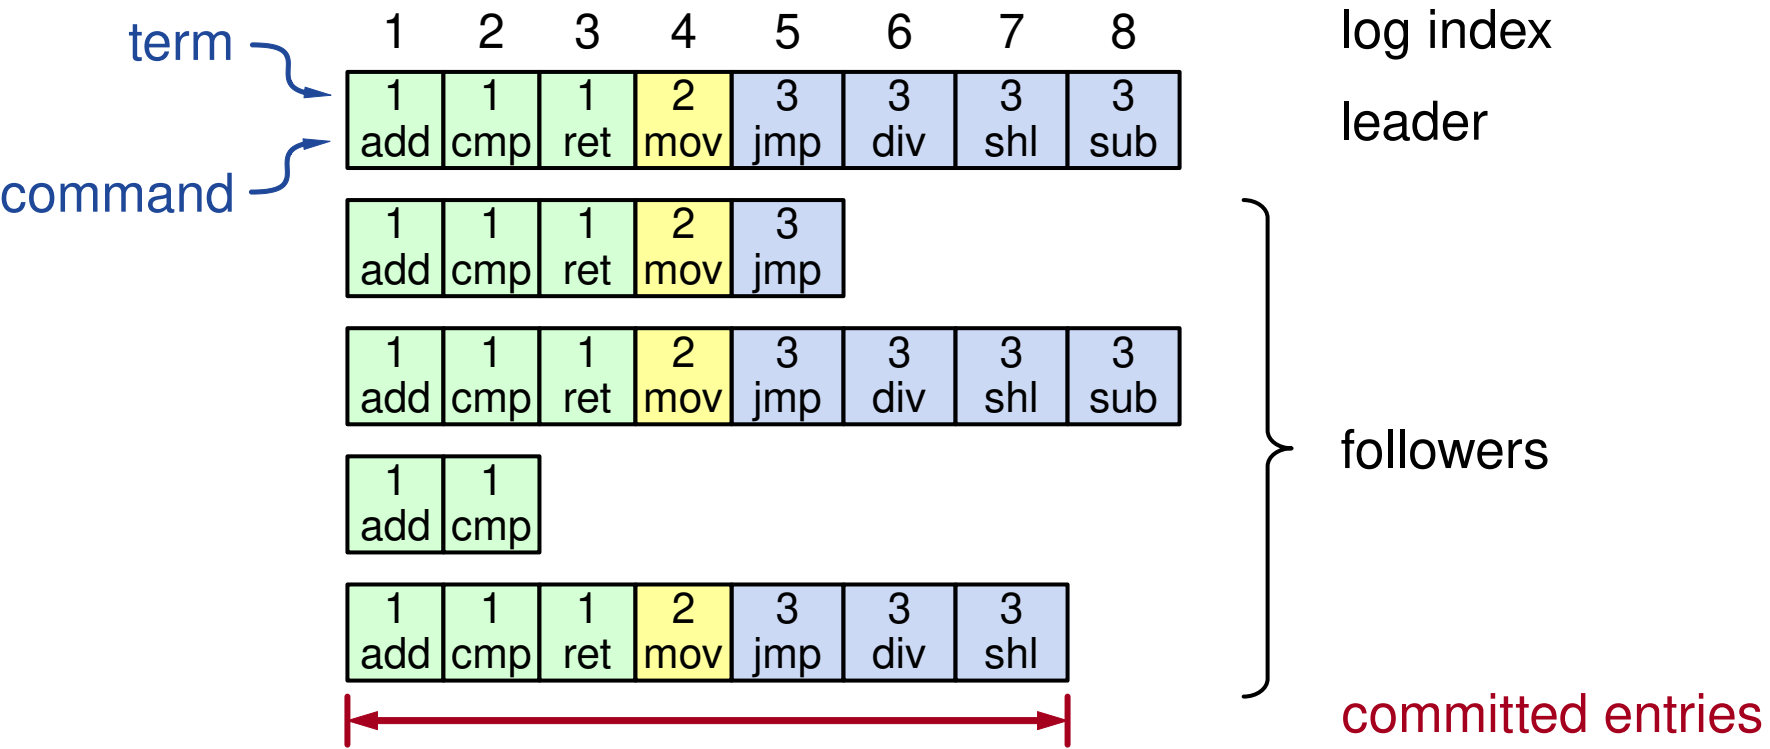 term
command
1 2 3 4 5 6 7 8 log index
1 1 1 2 3 3 3 3
add cmp ret mov jmp div shl sub
leader
1 1 1 2 3
add cmp ret mov jmp
1 1 1 2 3 3 3 3
add cmp ret mov jmp div shl sub
1 1
add cmp
1 1 1 2 3 3 3
add cmp ret mov jmp div shl
followers
committed entries